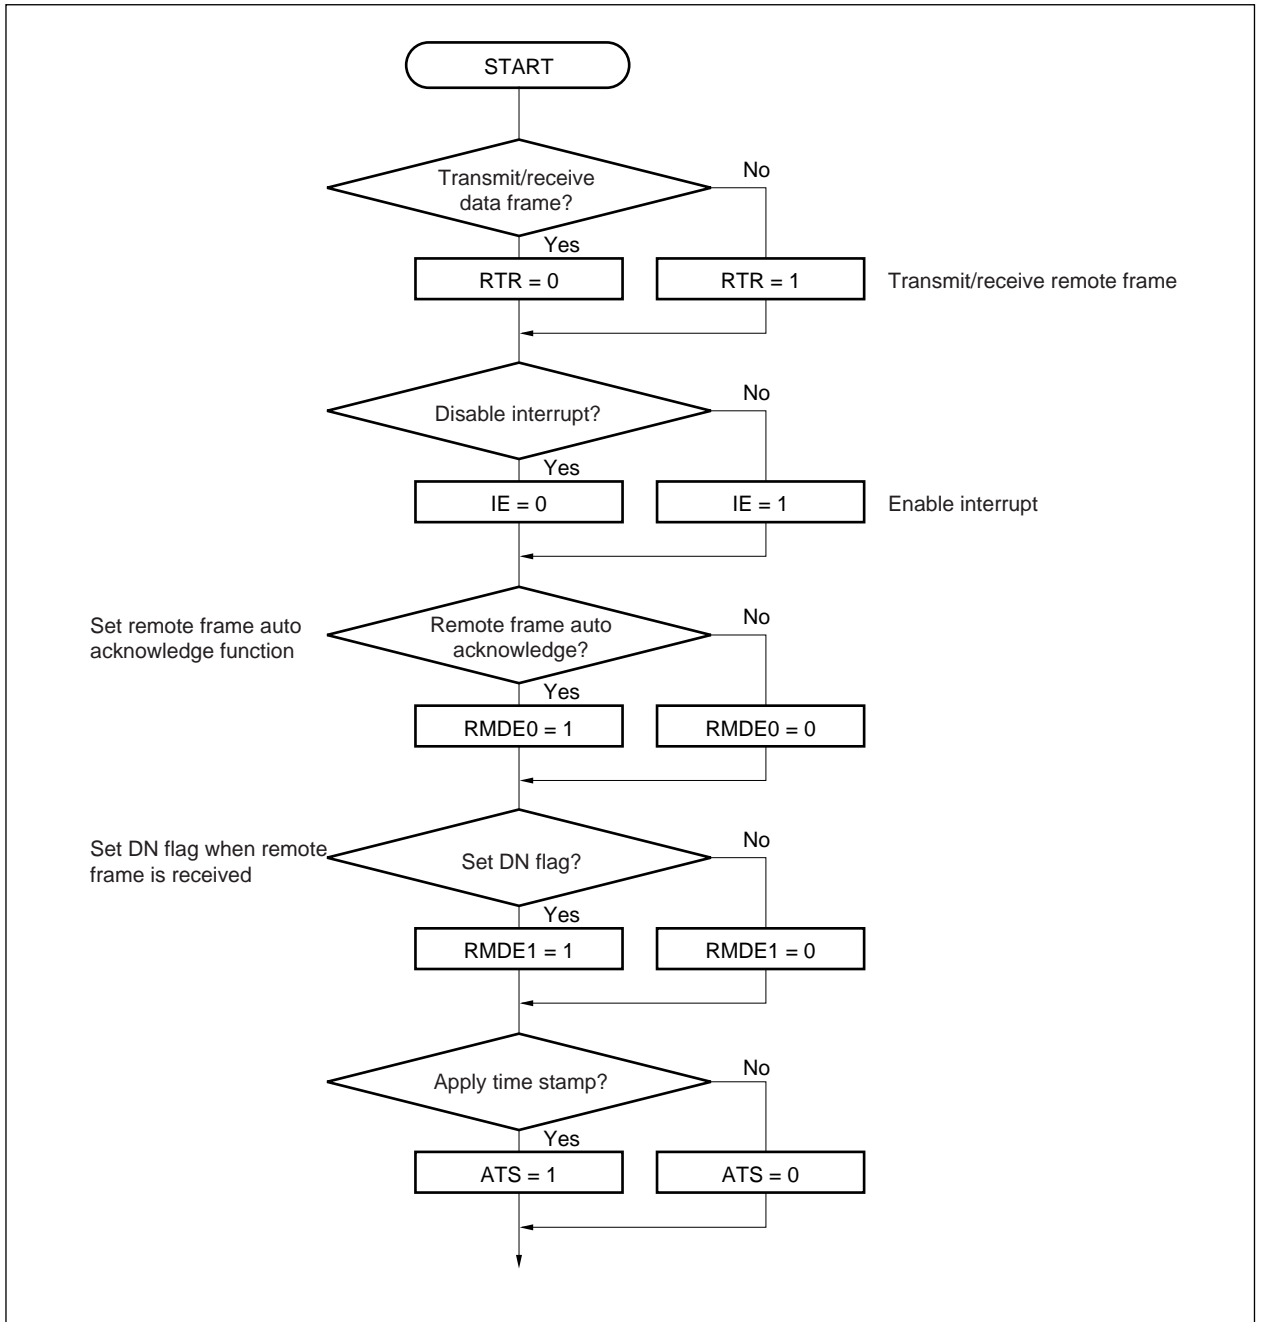 START
Transmit/receive
data frame?
No
Yes
RTR = 0
RTR = 1
Transmit/receive remote frame
Disable interrupt?
No
Yes
IE = 0
IE = 1
Enable interrupt
Set remote frame auto
acknowledge function
Remote frame auto
acknowledge?
No
Yes
RMDE0 = 1
RMDE0 = 0
Set DN flag when remote
frame is received
Set DN flag?
No
Yes
RMDE1 = 1
RMDE1 = 0
Apply time stamp?
No
Yes
ATS = 1
ATS = 0